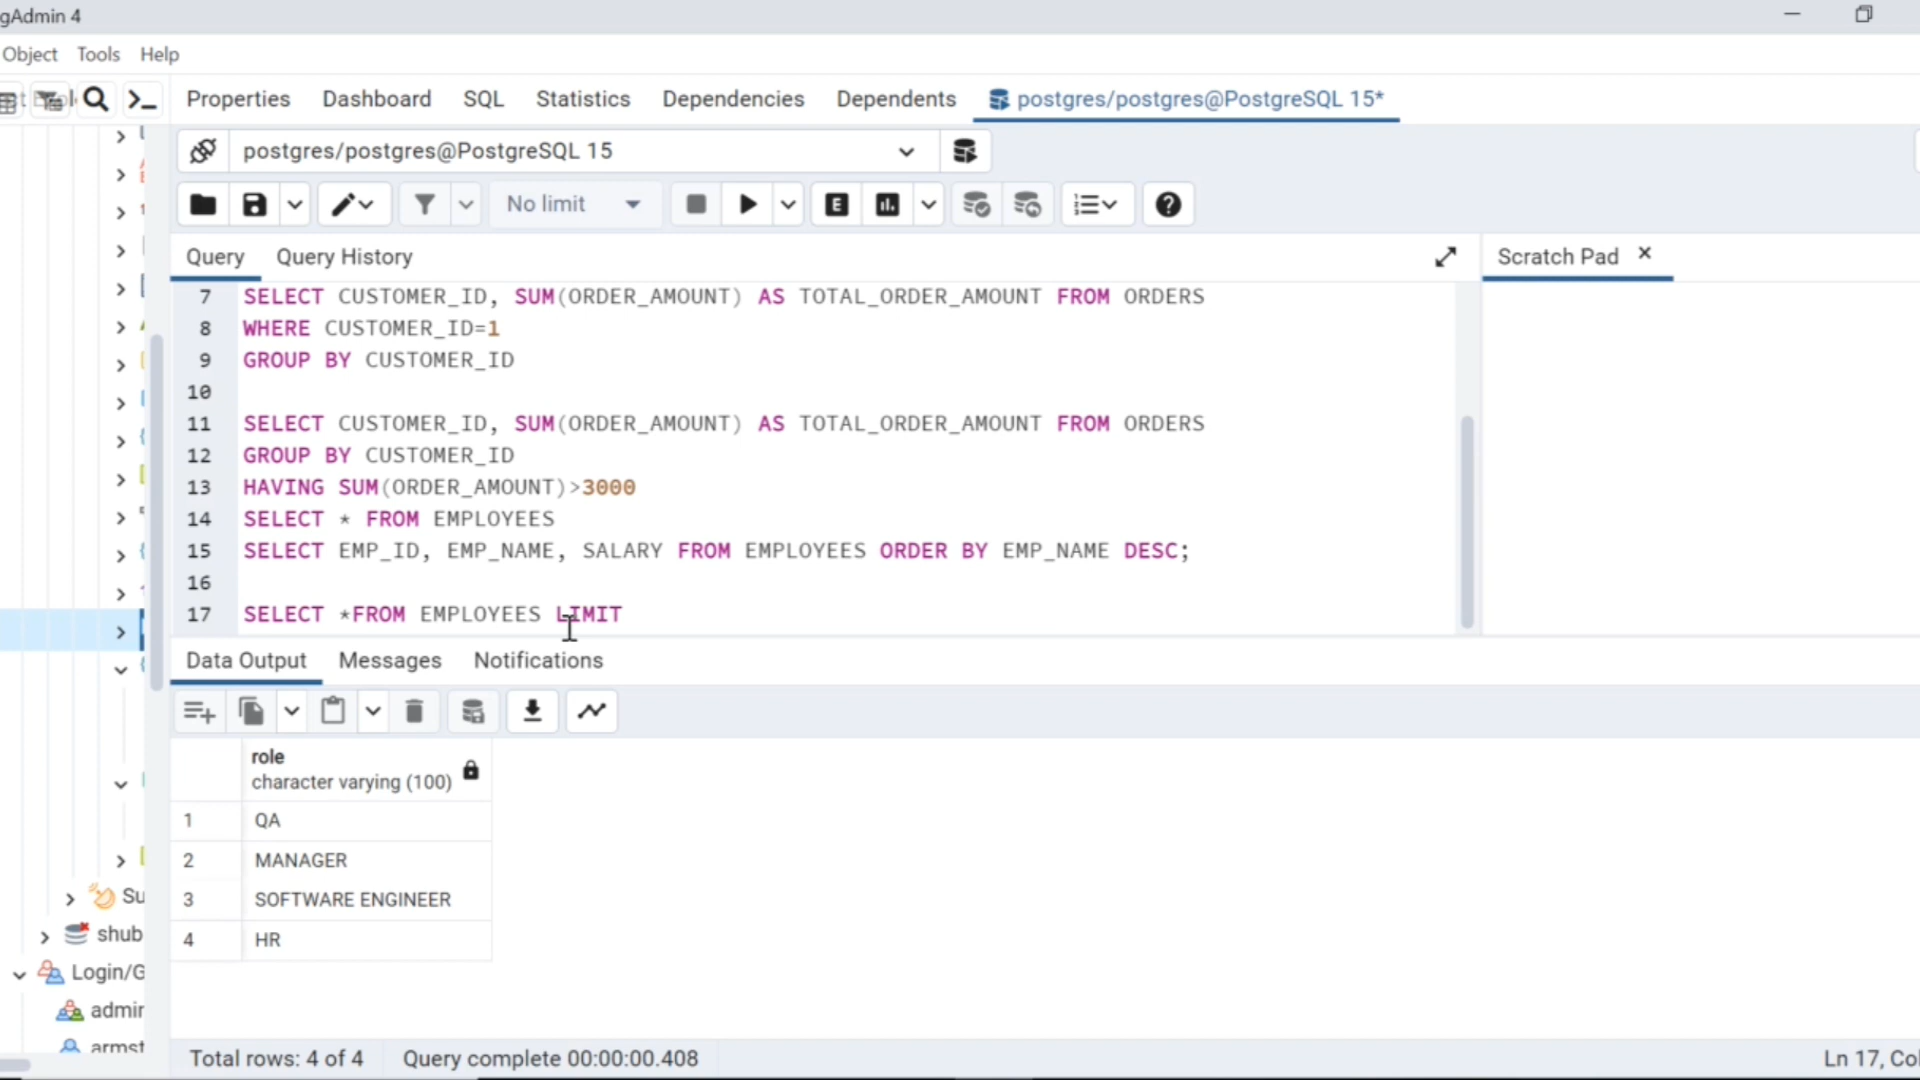 gAdmin 4
Object Tools Help
Properties Dashboard SQL Statistics Dependencies Dependents postgres/postgres@PostgreSQL 15*
postgres/postgres@PostgreSQL 15
No limit
Query Query History
Scratch Pad
7 SELECT CUSTOMER_ID, SUM(ORDER_AMOUNT) AS TOTAL_ORDER_AMOUNT FROM ORDERS
8 WHERE CUSTOMER_ID=1
9 GROUP BY CUSTOMER_ID
10
11 SELECT CUSTOMER_ID, SUM(ORDER_AMOUNT) AS TOTAL_ORDER_AMOUNT FROM ORDERS
12 GROUP BY CUSTOMER_ID
13 HAVING SUM(ORDER_AMOUNT)>3000
14 SELECT * FROM EMPLOYEES
15 SELECT EMP_ID, EMP_NAME, SALARY FROM EMPLOYEES ORDER BY EMP_NAME DESC;
16
17 SELECT *FROM EMPLOYEES LIMIT
Data Output Messages Notifications
role
character varying (100)
1 QA
2 MANAGER
3 SOFTWARE ENGINEER
4 HR
Su
shub
Login/G
admin
armst
Total rows: 4 of 4 Query complete 00:00:00.408
Ln 17, Co